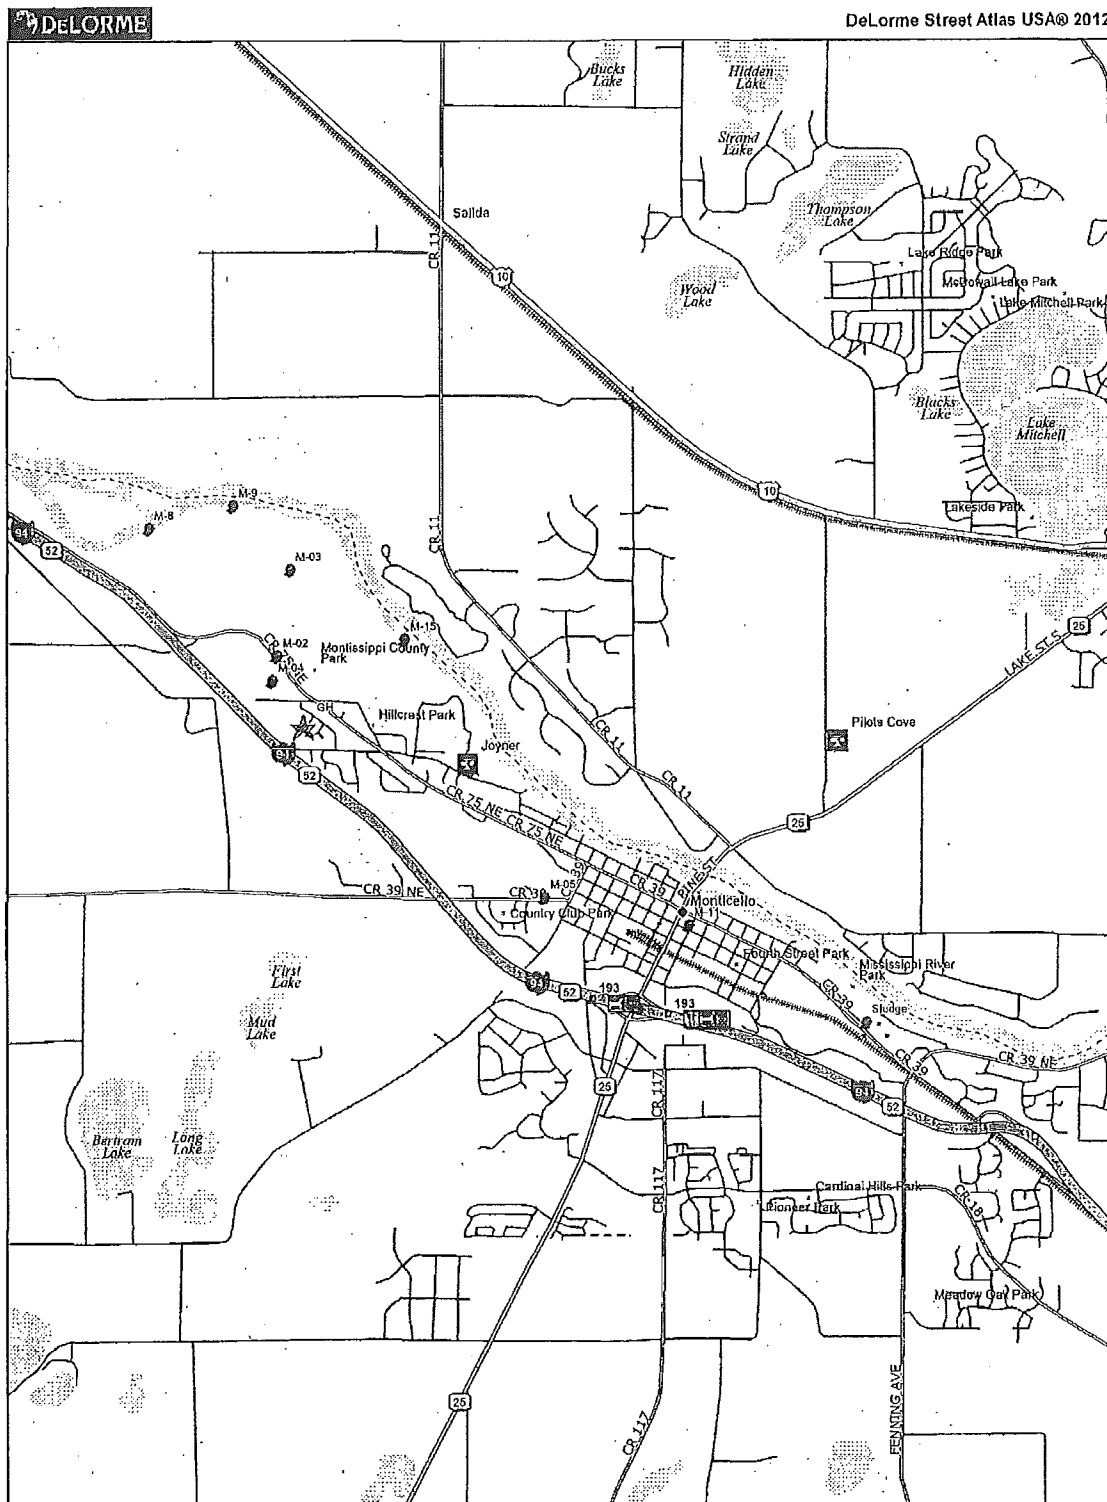 DELORME
DeLorme Street Atlas USA® 2012
Bucks
Lake
Hidden
Lake
Strand
Lake
Thompson
Lake
Salida
CR 11
Lake Ridge Park
10
McDowall Lake Park
Wood
Lake
Lake Mitchell Park
Blacks
Lake
Lake
Mitchell
10
M-9
M-8
Lakeside Park
94
52
CR 11
M-03
25
M-15
LAKE ST S
M-02
Montissippi County
Park
CR 75 NE
M-04
GH
Hillcrest Park
Pilots Cove
CR 11
94
52
Joyner
CR 11
CR 75 NE
CR 75 NE
25
PINE ST
CR 39
CR 39 NE
M-05
CR 39
Monticello
Country Club Park
M-11
Fourth Street Park
Mississippi River
Park
First
Lake
94
52
193
193
CR-39
Sludge
Mud
Lake
CR 39
CR 39 NE
25
CR 117
94
52
Bertram
Lake
Long
Lake
CR 117
Cardinal Hills Park
Pioneer Park
CR-18
Meadow Oak Park
25
CR 117
FENNING AVE